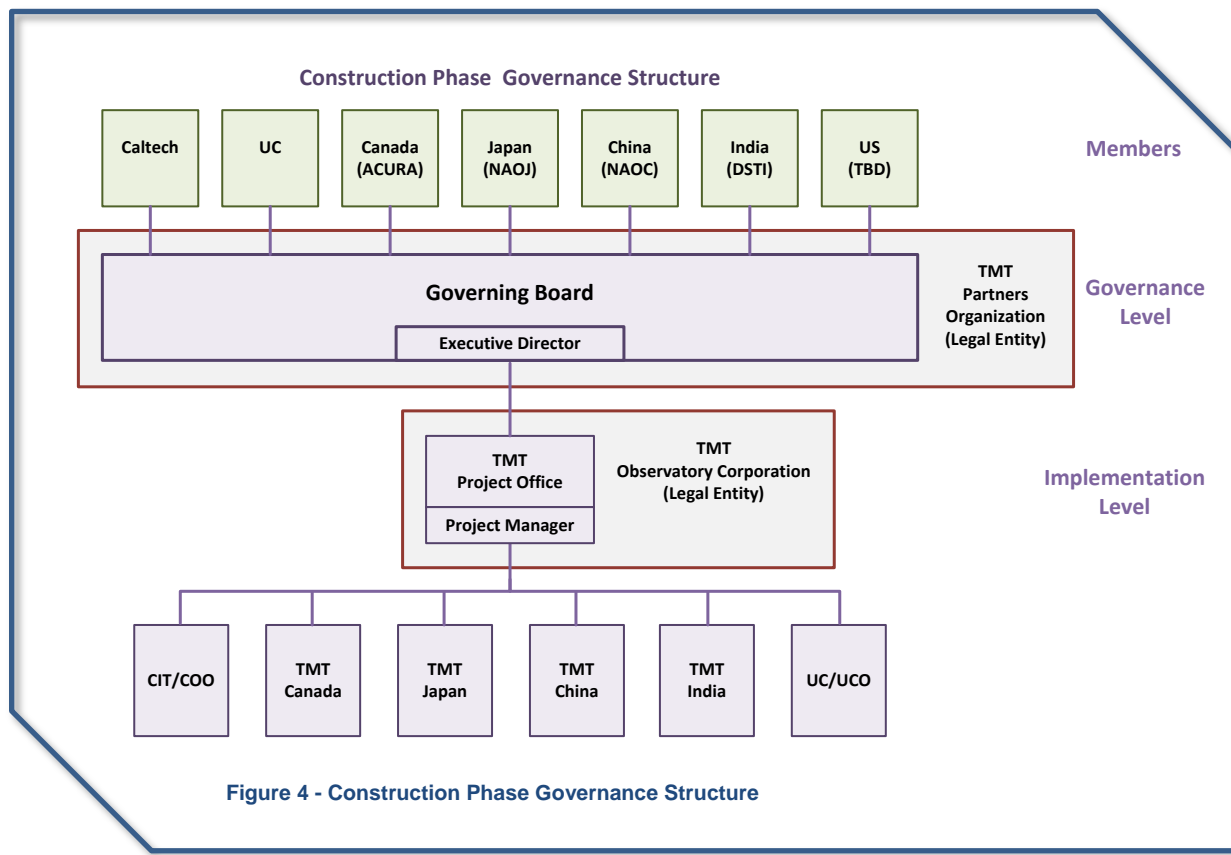 Construction Phase Governance Structure
Caltech
UC
Canada
(ACURA)
Japan
(NAOJ)
China
(NAOC)
India
(DSTI)
US
(TBD)
Members
Governing Board
Executive Director
TMT
Partners
Organization
(Legal Entity)
Governance
Level
TMT
Project Office
Project Manager
TMT
Observatory Corporation
(Legal Entity)
Implementation
Level
CIT/COO
TMT
Canada
TMT
Japan
TMT
China
TMT
India
UC/UCO
Figure 4 - Construction Phase Governance Structure